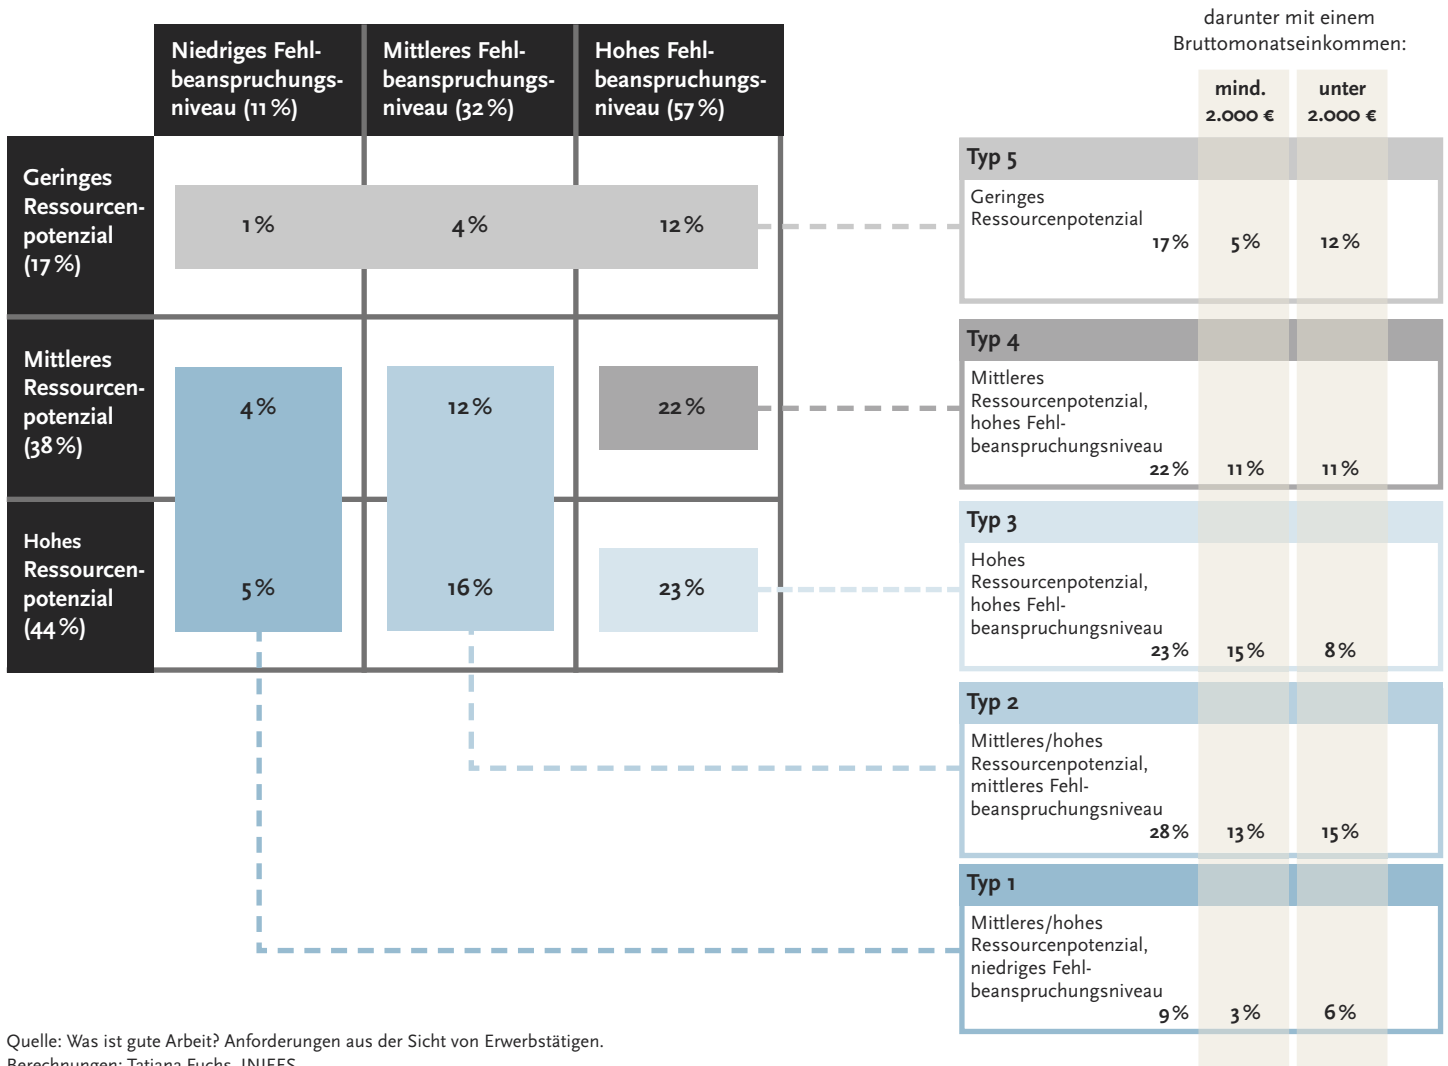 darunter mit einem
Bruttomonatseinkommen:
Niedriges Fehl-
beanspruchungs-
niveau (11 %)
Mittleres Fehl-
beanspruchungs-
niveau (32 %)
Hohes Fehl-
beanspruchungs-
niveau (57 %)
mind.
2.000 €
unter
2.000 €
Geringes
Ressourcen-
potenzial
(17 %)
1 %
4 %
12 %
Typ 5
Geringes
Ressourcenpotenzial
17 %
5 %
12 %
Mittleres
Ressourcen-
potenzial
(38 %)
4 %
12 %
22 %
Typ 4
Mittleres
Ressourcenpotenzial,
hohes Fehl-
beanspruchungsniveau
22 %
11 %
11 %
Hohes
Ressourcen-
potenzial
(44 %)
5 %
16 %
23 %
Typ 3
Hohes
Ressourcenpotenzial,
hohes Fehl-
beanspruchungsniveau
23 %
15 %
8 %
Typ 2
Mittleres/hohes
Ressourcenpotenzial,
mittleres Fehl-
beanspruchungsniveau
28 %
13 %
15 %
Typ 1
Mittleres/hohes
Ressourcenpotenzial,
niedriges Fehl-
beanspruchungsniveau
9 %
3 %
6 %
Quelle: Was ist gute Arbeit? Anforderungen aus der Sicht von Erwerbstätigen.
Berechnungen: Tatjana Fuchs, INIFES